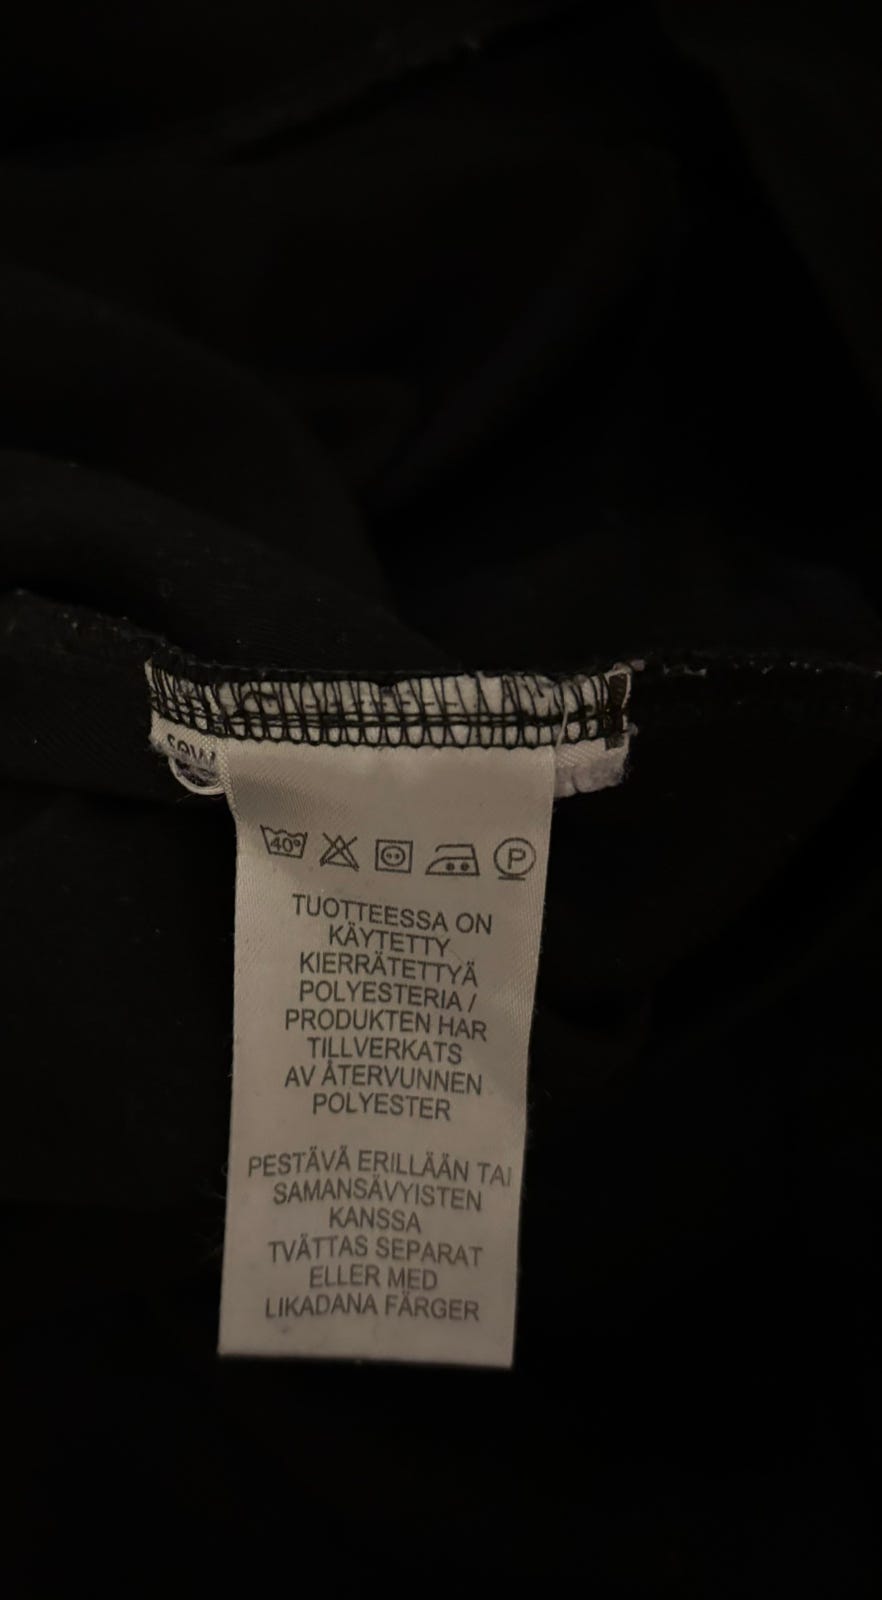 40°
P
TUOTTEESSA ON
KÄYTETTY
KIERRÄTETTYÄ
POLYESTERIA /
PRODUKTEN HAR
TILLVERKATS
AV ÅTERVUNNEN
POLYESTER
PESTÄVÄ ERILLÄÄN TAI
SAMANSÄVYISTEN
KANSSA
TVÄTTAS SEPARAT
ELLER MED
LIKADANA FÄRGER